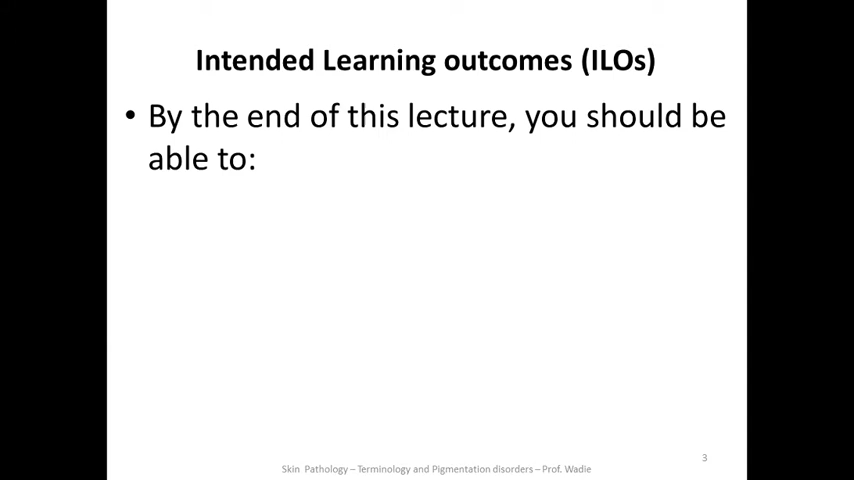 Intended Learning outcomes (ILOs)
• By the end of this lecture, you should be
able to:
3
Skin Pathology – Terminology and Pigmentation disorders – Prof. Wadie